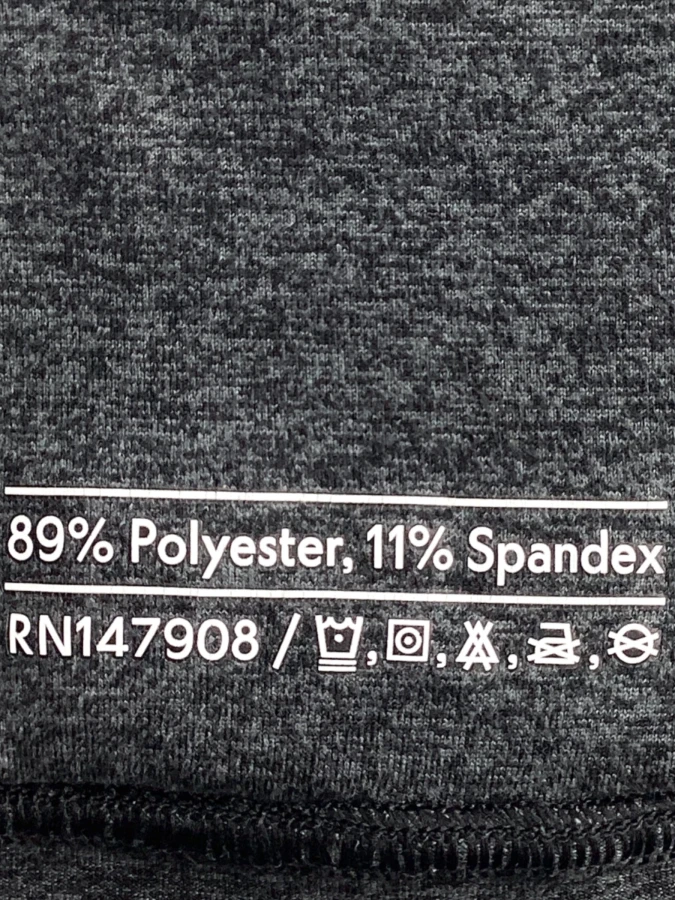 89% Polyester, 11% Spandex
RN147908 / , , , ,